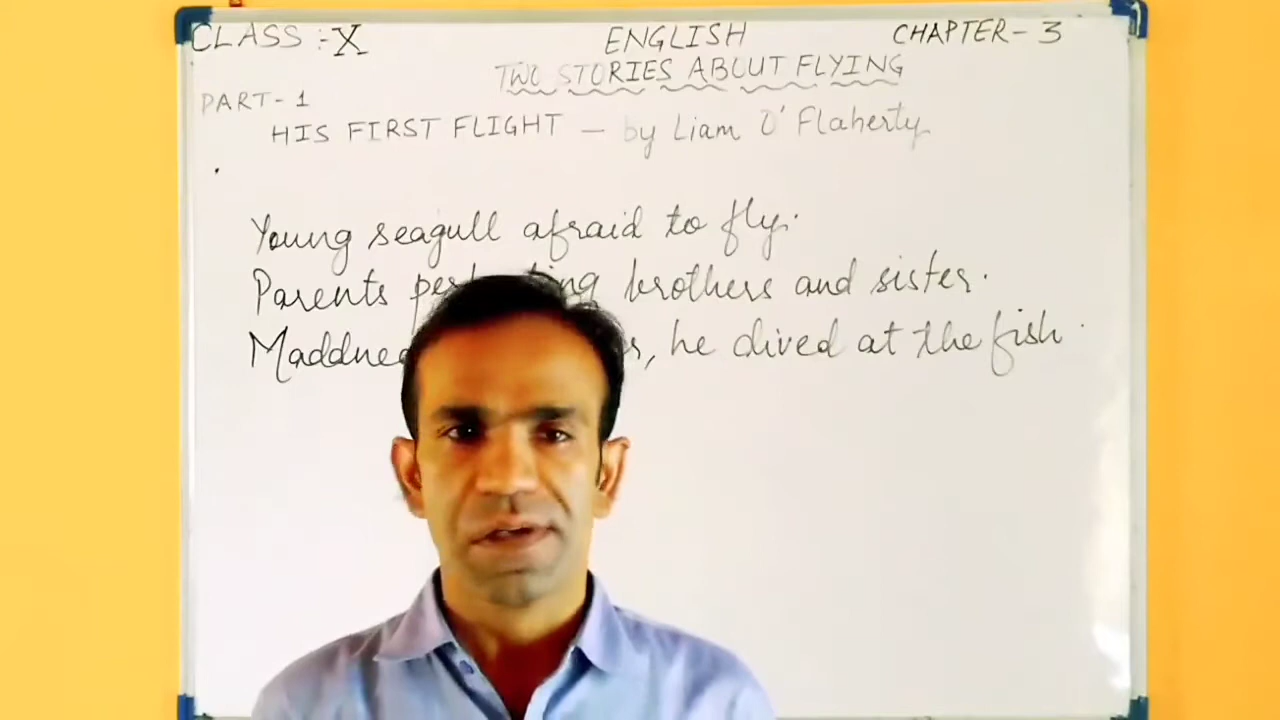 CLASS :- X ENGLISH CHAPTER - 3
TWO STORIES ABOUT FLYING
PART - 1
HIS FIRST FLIGHT — by Liam O' Flaherty
Young seagull afraid to fly.
Parents brothers and sister.
he dived at the fish